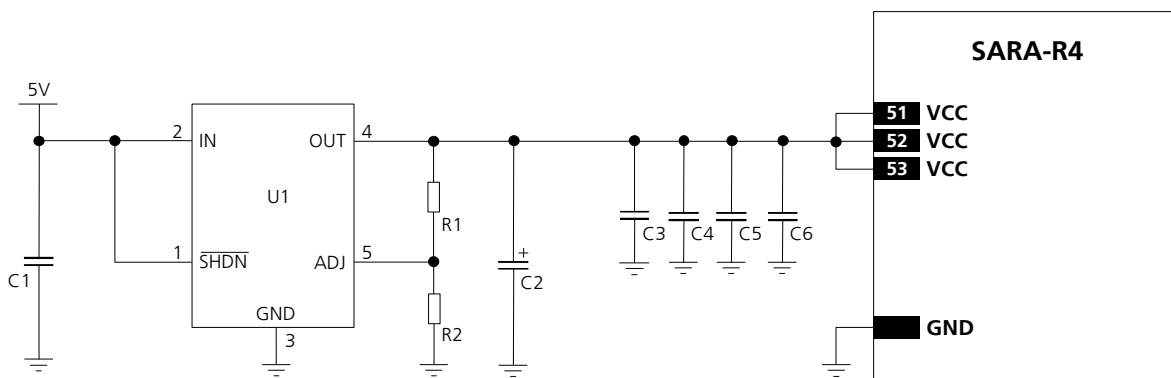 SARA-R4
5V
51 VCC
2 IN OUT 4
52 VCC
53 VCC
U1
R1
C3 C4 C5 C6
1 SHDN ADJ 5
C1
+
C2
GND
R2
3
GND